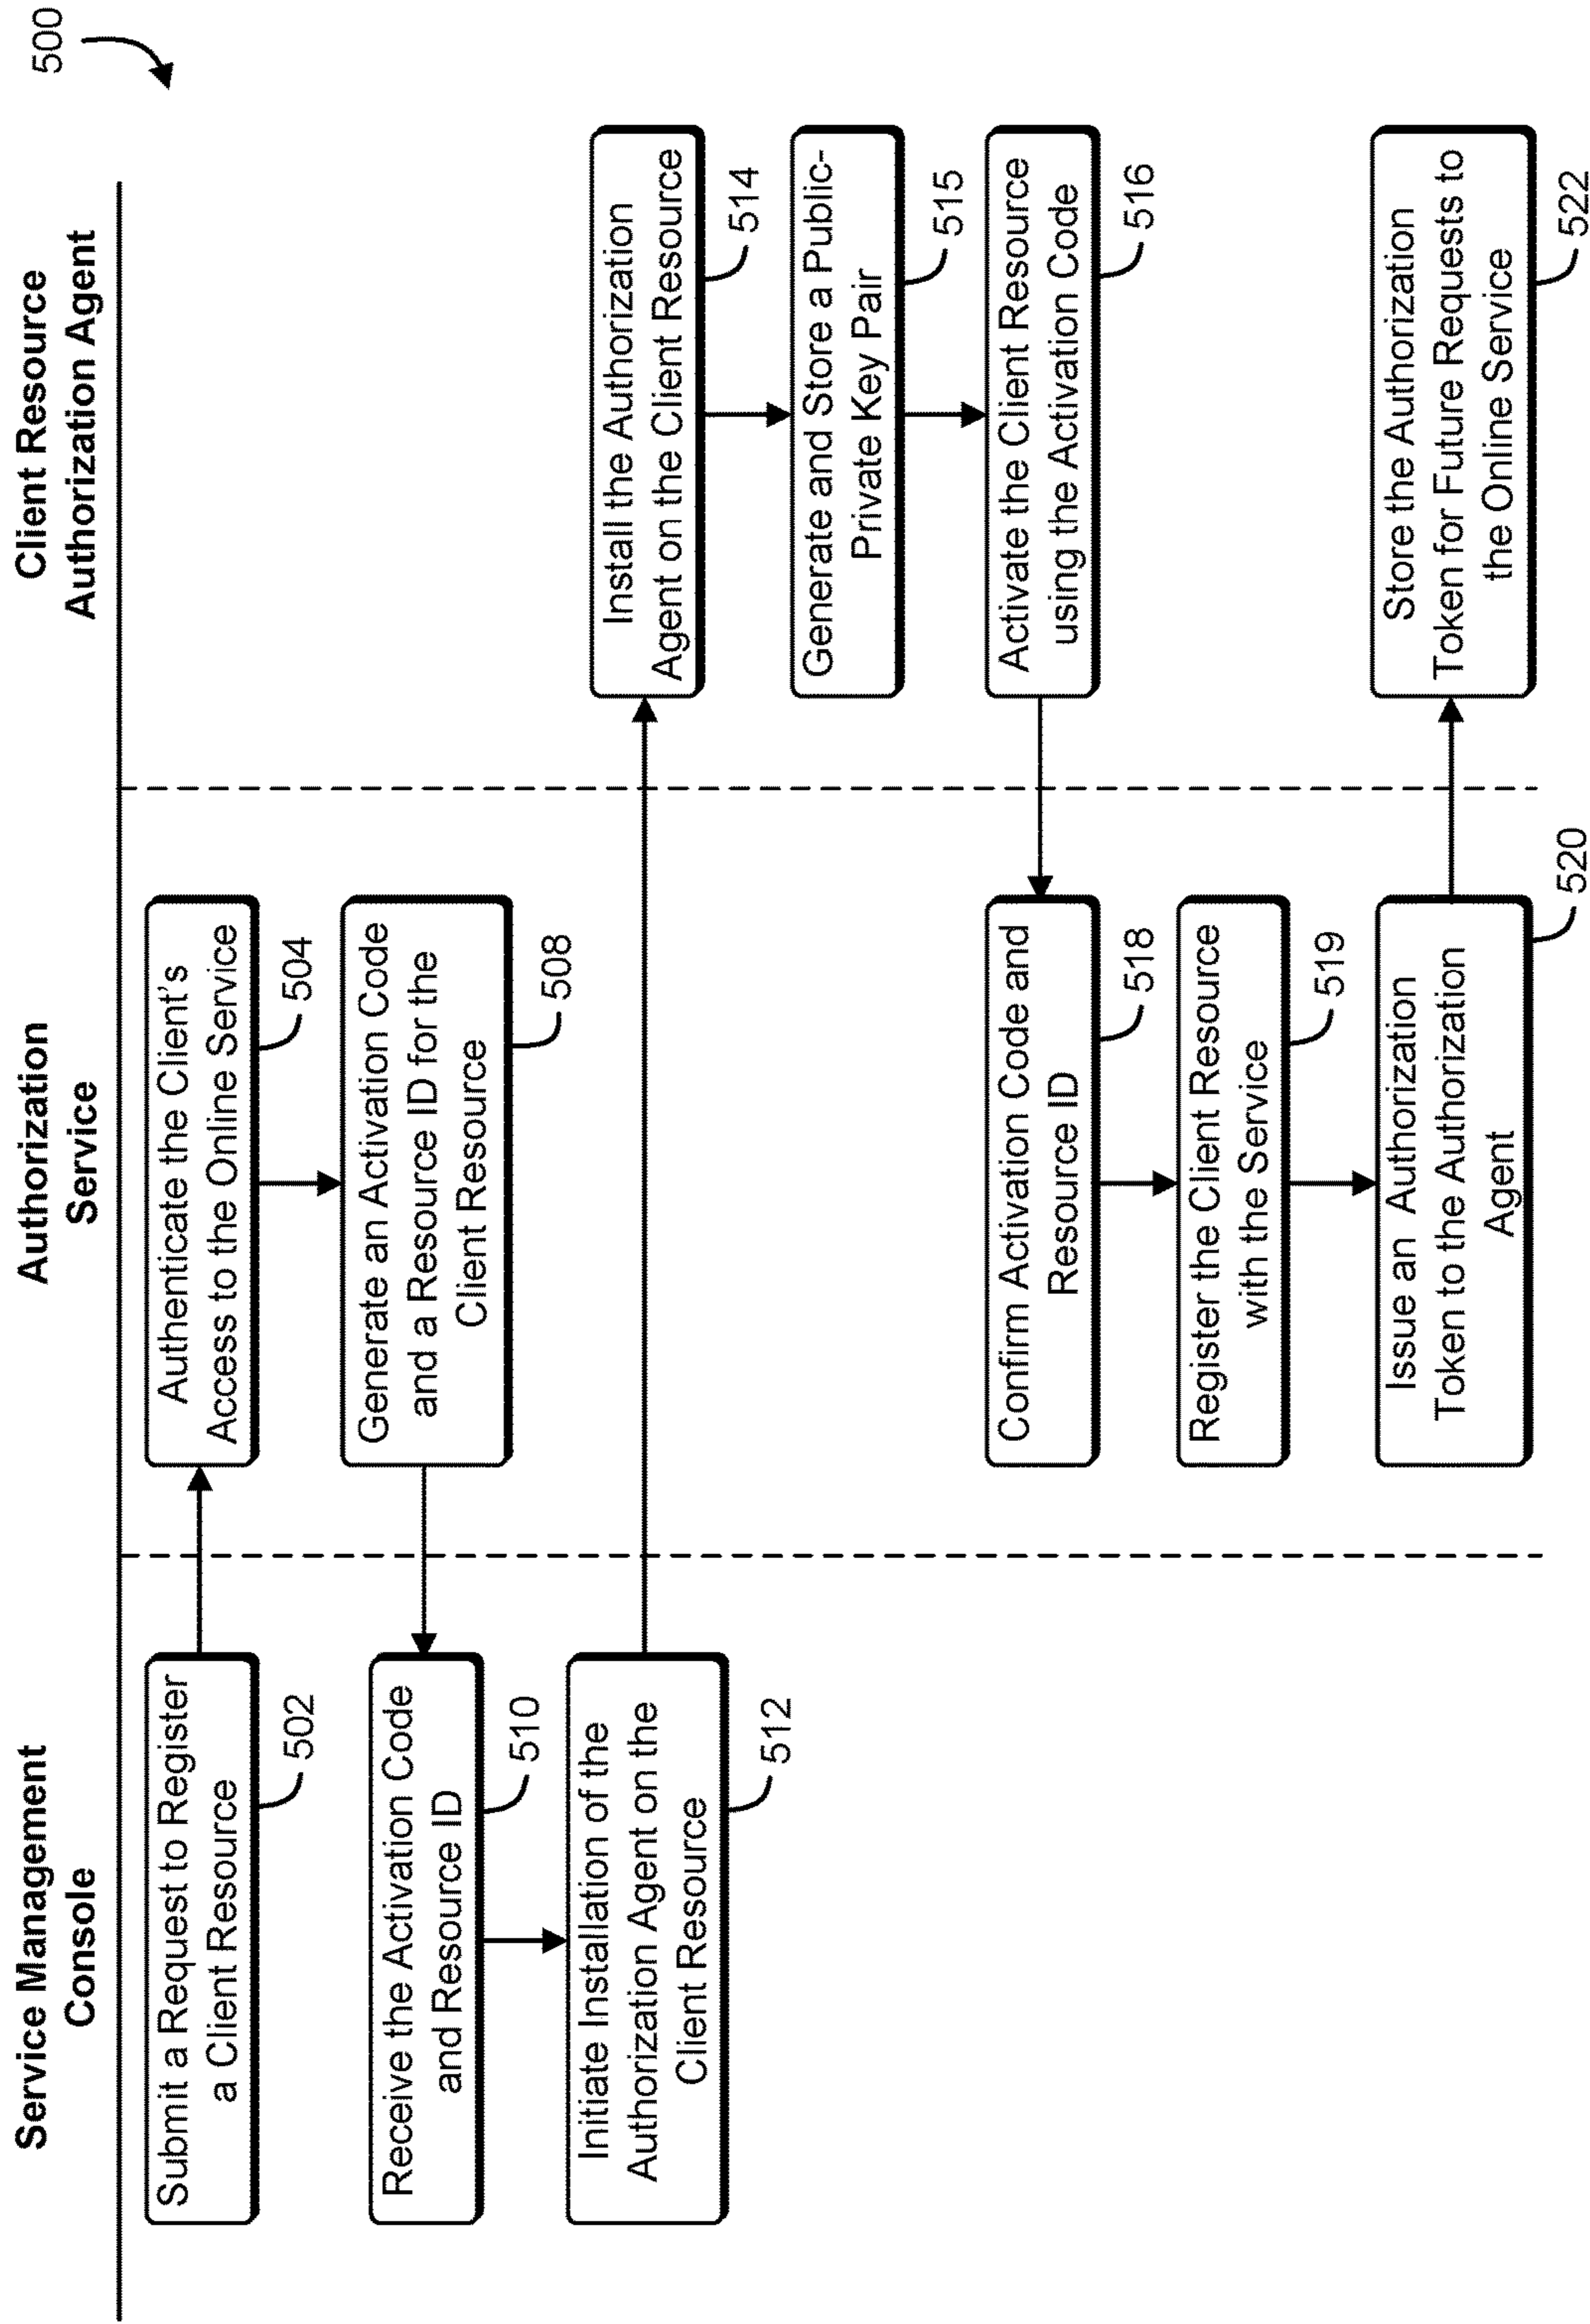 500
Service Management
Console
Authorization
Service
Client Resource
Authorization Agent
Submit a Request to Register
a Client Resource
502
Authenticate the Client's
Access to the Online Service
504
Generate an Activation Code
and a Resource ID for the
Client Resource
508
Receive the Activation Code
and Resource ID
510
Initiate Installation of the
Authorization Agent on the
Client Resource
512
Install the Authorization
Agent on the Client Resource
514
Generate and Store a Public-
Private Key Pair
515
Activate the Client Resource
using the Activation Code
516
Confirm Activation Code and
Resource ID
518
Register the Client Resource
with the Service
519
Issue an Authorization
Token to the Authorization
Agent
520
Store the Authorization
Token for Future Requests to
the Online Service
522